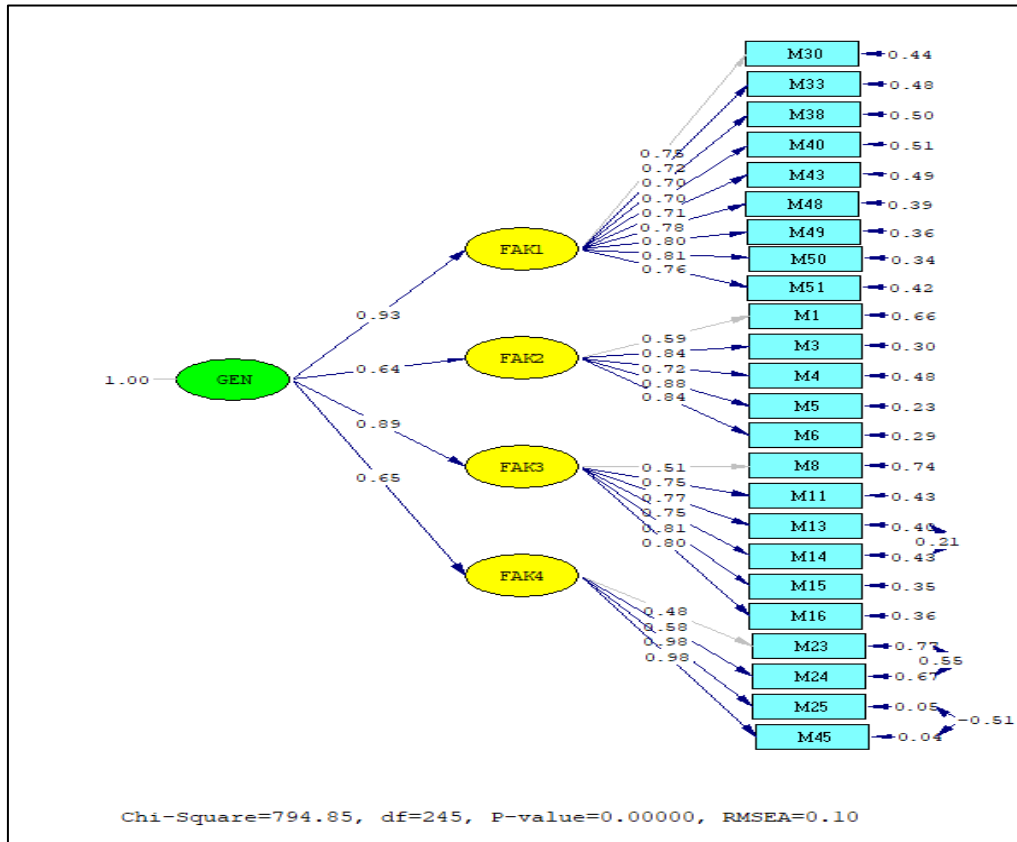 M30 0.44
M33 0.48
M38 0.50
M40 0.51
M43 0.49
M48 0.39
M49 0.36
M50 0.34
M51 0.42
M1 0.66
M3 0.30
M4 0.48
M5 0.23
M6 0.29
M8 0.74
M11 0.43
M13 0.40
0.21
M14 0.43
M15 0.35
M16 0.36
M23 0.77
0.55
M24 0.67
M25 0.05
-0.51
M45 0.04
0.75
0.72
0.70
0.70
0.71
0.78
0.80
0.81
0.76
0.59
0.84
0.72
0.88
0.84
0.51
0.75
0.77
0.75
0.81
0.80
0.48
0.58
0.98
0.98
FAK1
FAK2
FAK3
FAK4
0.93
0.64
0.89
0.65
1.00 GEN
Chi-Square=794.85, df=245, P-value=0.00000, RMSEA=0.10